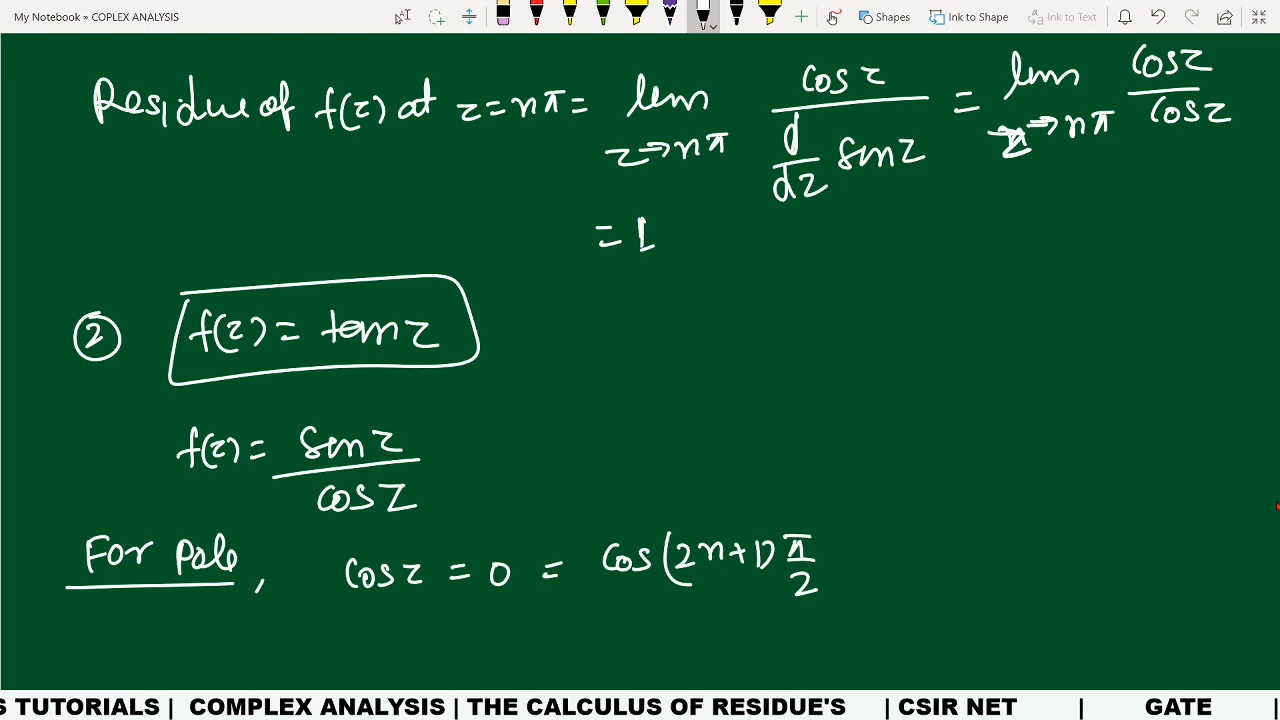 My Notebook » COPLEX ANALYSIS
Shapes
Ink to Shape
Ink to Text
Residue of f(z) at z = nπ = lim z→nπ cos z / d/dz sin z = lim z→nπ cos z / cos z
= 1
② f(z) = tan z
f(z) = sin z / cos z
For Pole, cos z = 0 = cos(2n+1) π/2
S TUTORIALS | COMPLEX ANALYSIS | THE CALCULUS OF RESIDUE'S | CSIR NET | GATE |